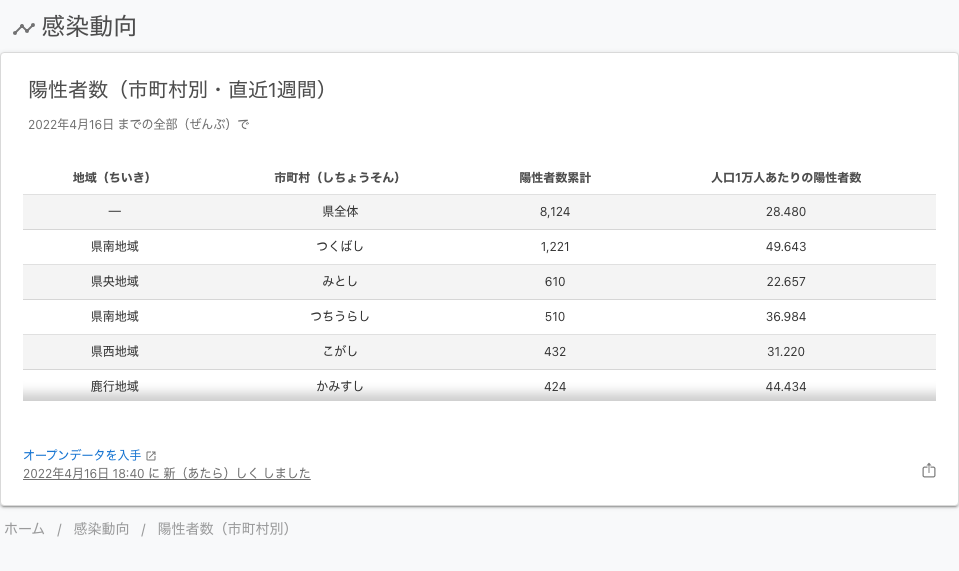 感染動向
陽性者数（市町村別・直近1週間）
2022年4月16日 までの全部（ぜんぶ）で
地域（ちいき） 市町村（しちょうそん） 陽性者数累計 人口1万人あたりの陽性者数
― 県全体 8,124 28.480
県南地域 つくばし 1,221 49.643
県央地域 みとし 610 22.657
県南地域 つちうらし 510 36.984
県西地域 こがし 432 31.220
鹿行地域 かみすし 424 44.434
オープンデータを入手
2022年4月16日 18:40 に 新（あたら）しく しました
ホーム / 感染動向 / 陽性者数（市町村別）